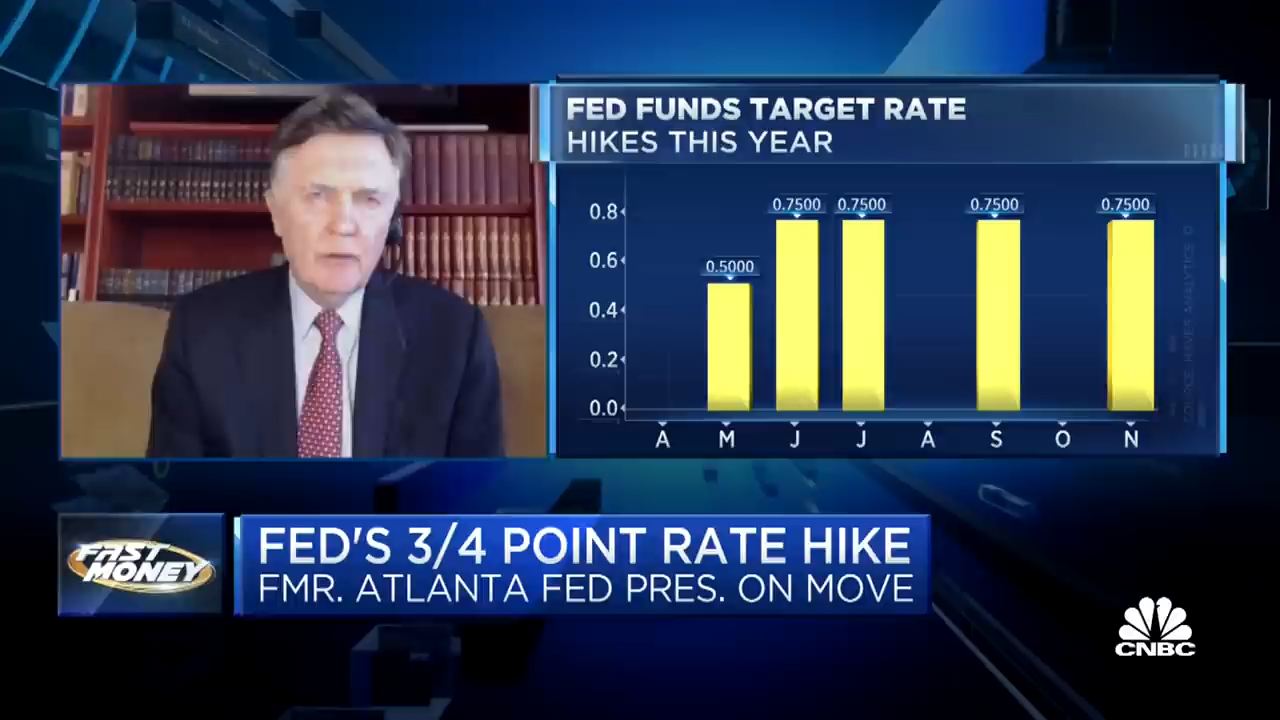 FED FUNDS TARGET RATE
HIKES THIS YEAR
0.8
0.6
0.4
0.2
0.0
0.5000
0.7500
0.7500
0.7500
0.7500
A M J J A S O N
FAST
MONEY
FED'S 3/4 POINT RATE HIKE
FMR. ATLANTA FED PRES. ON MOVE
CNBC